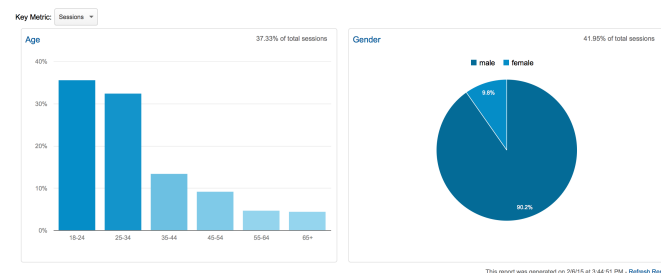 Key Metric: Sessions
Age
37.33% of total sessions
40%
30%
20%
10%
0%
18-24
25-34
35-44
45-54
55-64
65+
Gender
41.95% of total sessions
male
female
9.8%
90.2%
This report was generated on 2/6/15 at 3:44:51 PM - Refresh